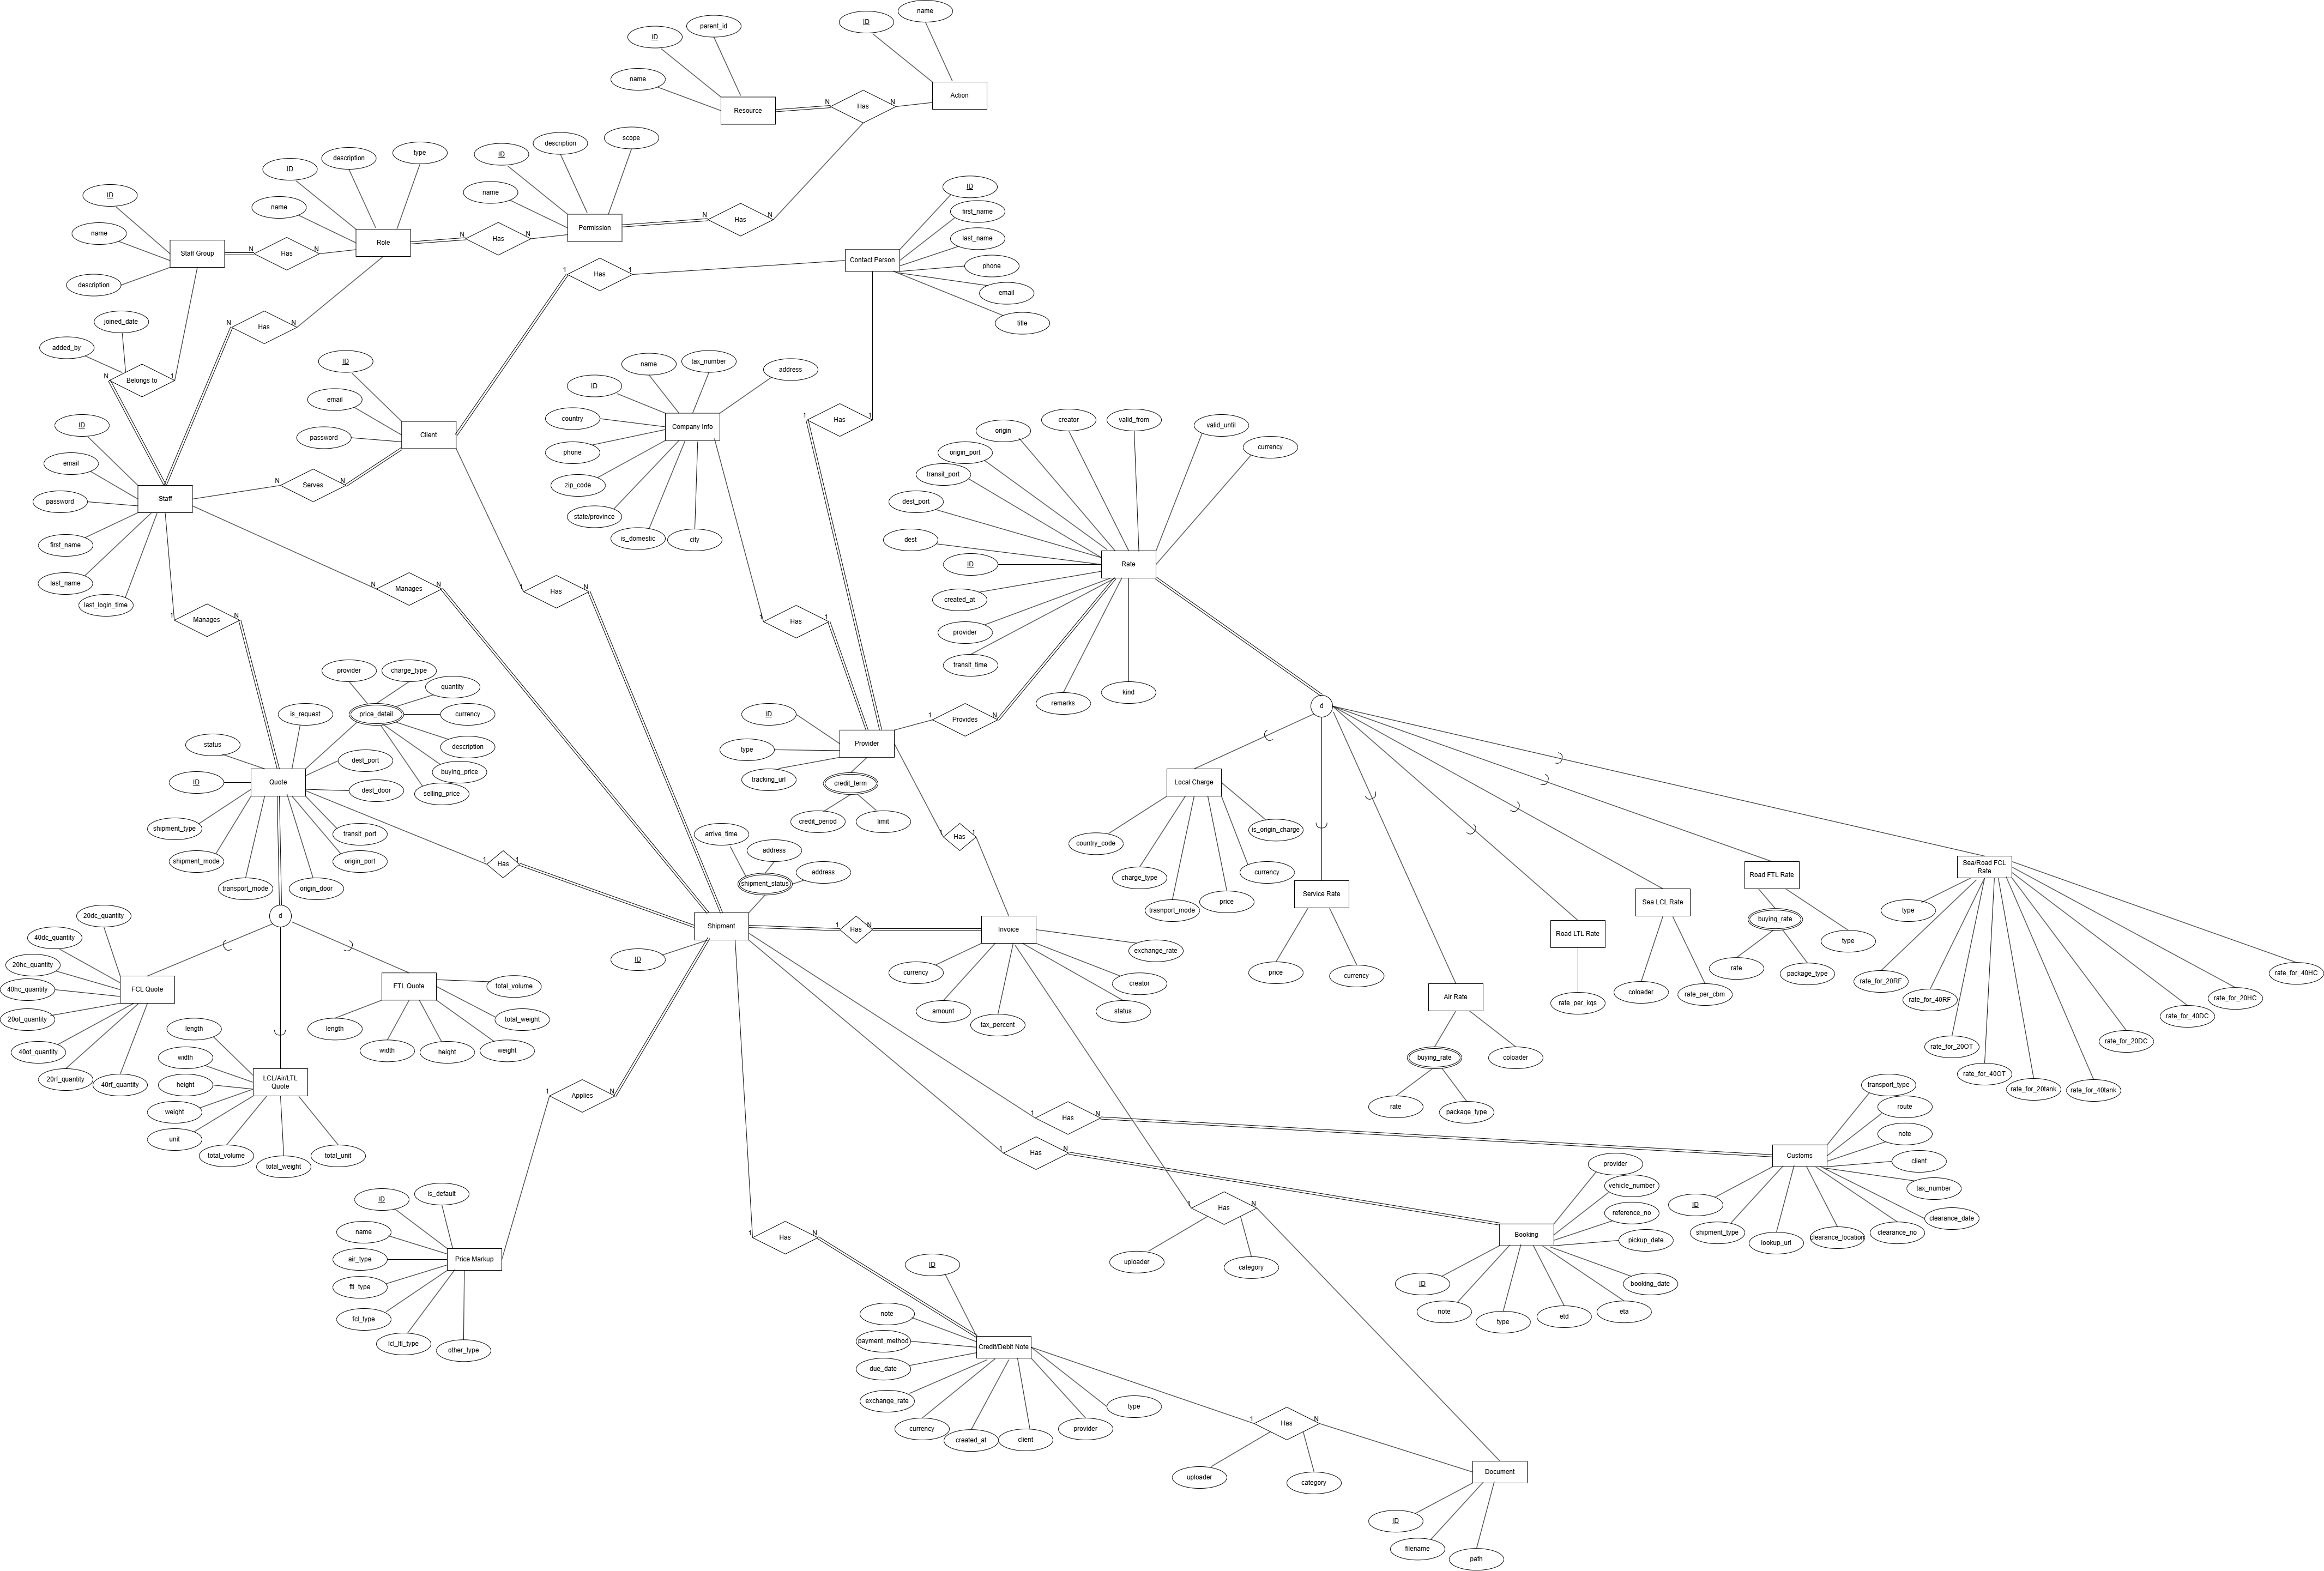 name
ID
parent_id
ID
name
Action
Resource
N
N
Has
scope
description
type
ID
description
ID
name
ID
name
first_name
ID
N
Has
N
Permission
last_name
name
Role
N
Has
N
N
Has
N
Staff Group
Contact Person
phone
description
1
Has
1
email
joined_date
N
Has
N
title
added_by
name
tax_number
address
ID
N
Belongs to
1
ID
email
country
1
Has
1
creator
valid_from
valid_until
ID
password
Client
Company Info
origin
currency
phone
origin_port
email
transit_port
N
Serves
N
zip_code
dest_port
password
Staff
state/province
is_domestic
city
dest
first_name
ID
Rate
last_name
N
Manages
N
1
Has
N
created_at
last_login_time
1
Manages
N
1
Has
1
provider
transit_time
provider
charge_type
quantity
kind
remarks
is_request
price_detail
currency
ID
1
Provides
N
d
status
description
type
Provider
dest_port
buying_price
tracking_url
credit_term
ID
Quote
dest_door
selling_price
Local Charge
credit_period
limit
shipment_type
transit_port
arrive_time
1
Has
1
is_origin_charge
country_code
shipment_mode
origin_port
1
Has
1
address
address
shipment_status
charge_type
currency
transport_mode
origin_door
price
trasnport_mode
Service Rate
Road FTL Rate
Sea/Road FCL
Rate
20dc_quantity
d
Sea LCL Rate
buying_rate
type
40dc_quantity
Shipment
1
Has
N
Invoice
Road LTL Rate
type
20hc_quantity
ID
exchange_rate
rate
package_type
40hc_quantity
FCL Quote
FTL Quote
total_volume
currency
creator
price
currency
coloader
rate_per_cbm
rate_for_20RF
rate_for_40HC
20ot_quantity
length
total_weight
amount
status
Air Rate
rate_per_kgs
rate_for_40RF
rate_for_20HC
length
tax_percent
rate_for_40DC
40ot_quantity
width
width
height
weight
buying_rate
coloader
rate_for_20OT
rate_for_20DC
20rf_quantity
40rf_quantity
height
LCL/Air/LTL
Quote
rate_for_40OT
rate_for_20tank
rate_for_40tank
weight
1
Applies
N
rate
package_type
transport_type
unit
1
Has
N
route
total_volume
total_weight
total_unit
1
Has
N
note
Customs
client
provider
ID
is_default
vehicle_number
tax_number
name
1
Has
N
reference_no
ID
clearance_date
1
Has
N
Booking
pickup_date
shipment_type
lookup_url
clearance_location
clearance_no
air_type
Price Markup
ID
uploader
category
ID
booking_date
ftl_type
note
note
type
etd
eta
fcl_type
payment_method
Credit/Debit Note
lcl_ltl_type
other_type
due_date
exchange_rate
type
currency
created_at
client
provider
1
Has
N
uploader
category
Document
ID
filename
path